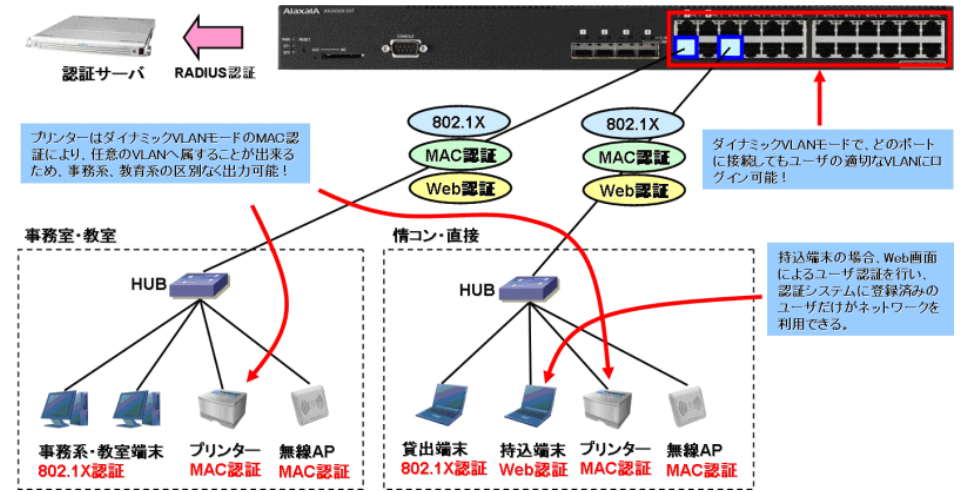 AlaxalA
CONSOLE
認証サーバ
RADIUS認証
プリンターはダイナミックVLANモードのMAC認
証により、任意のVLANへ属することが出来る
ため、事務系、教育系の区別なく出力可能！
802.1X
MAC認証
Web認証
802.1X
MAC認証
Web認証
ダイナミックVLANモードで、どのポート
に接続してもユーザの適切なVLANにロ
グイン可能！
事務室・教室
HUB
事務系・教室端末
802.1X認証
プリンター
MAC認証
無線AP
MAC認証
情コン・直接
HUB
貸出端末
802.1X認証
持込端末
Web認証
プリンター
MAC認証
無線AP
MAC認証
持込端末の場合、Web画面
によるユーザ認証を行い、
認証システムに登録済みの
ユーザだけがネットワークを
利用できる。